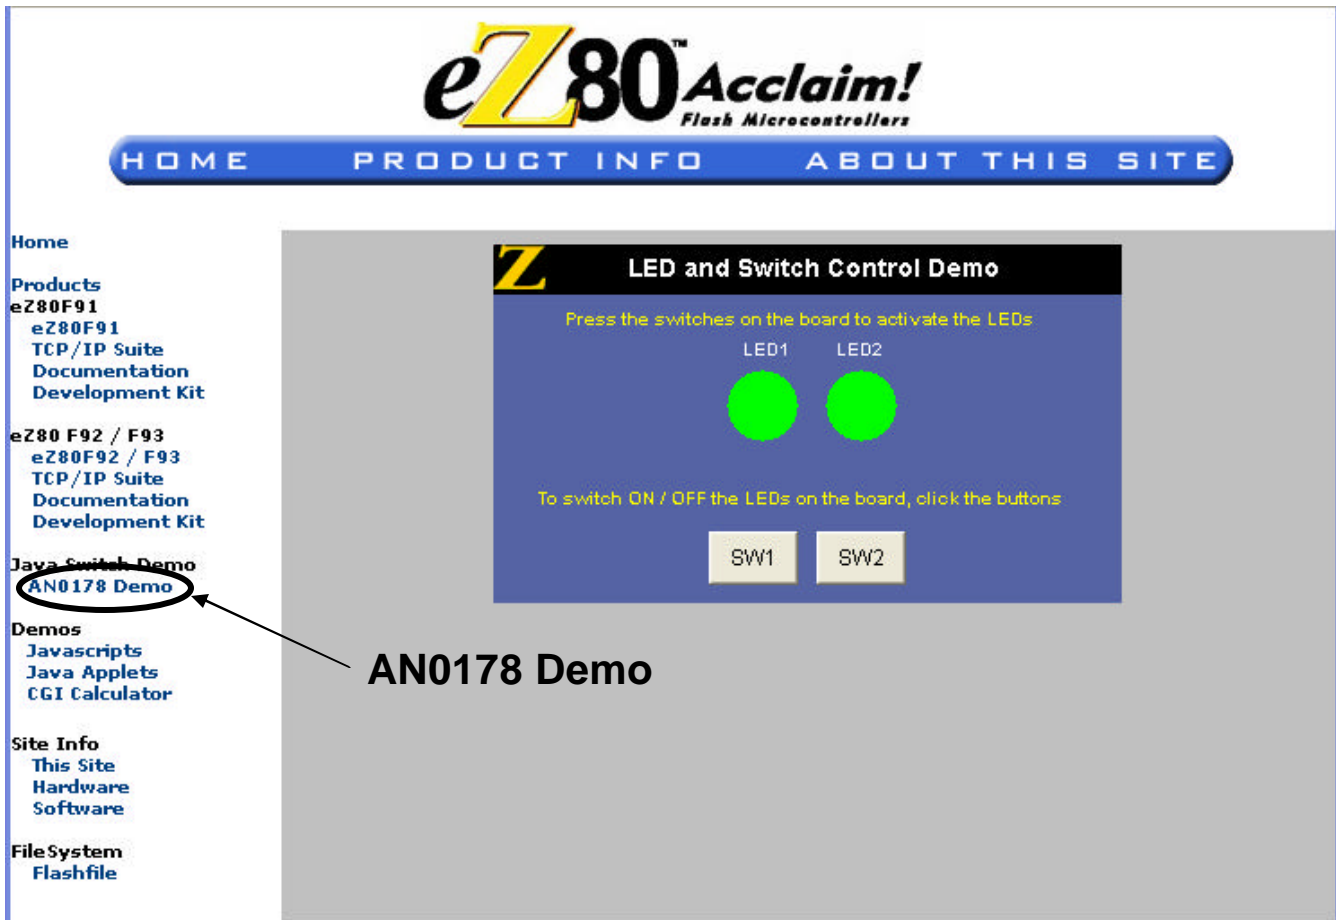 eZ80™ Acclaim!
Flash Microcontrollers
HOME PRODUCT INFO ABOUT THIS SITE
Home
Products
eZ80F91
eZ80F91
TCP/IP Suite
Documentation
Development Kit
eZ80 F92 / F93
eZ80F92 / F93
TCP/IP Suite
Documentation
Development Kit
Java Switch Demo
AN0178 Demo
Demos
Javascripts
Java Applets
CGI Calculator
Site Info
This Site
Hardware
Software
FileSystem
Flashfile
Z
LED and Switch Control Demo
Press the switches on the board to activate the LEDs
LED1 LED2
To switch ON / OFF the LEDs on the board, click the buttons
SW1 SW2
AN0178 Demo